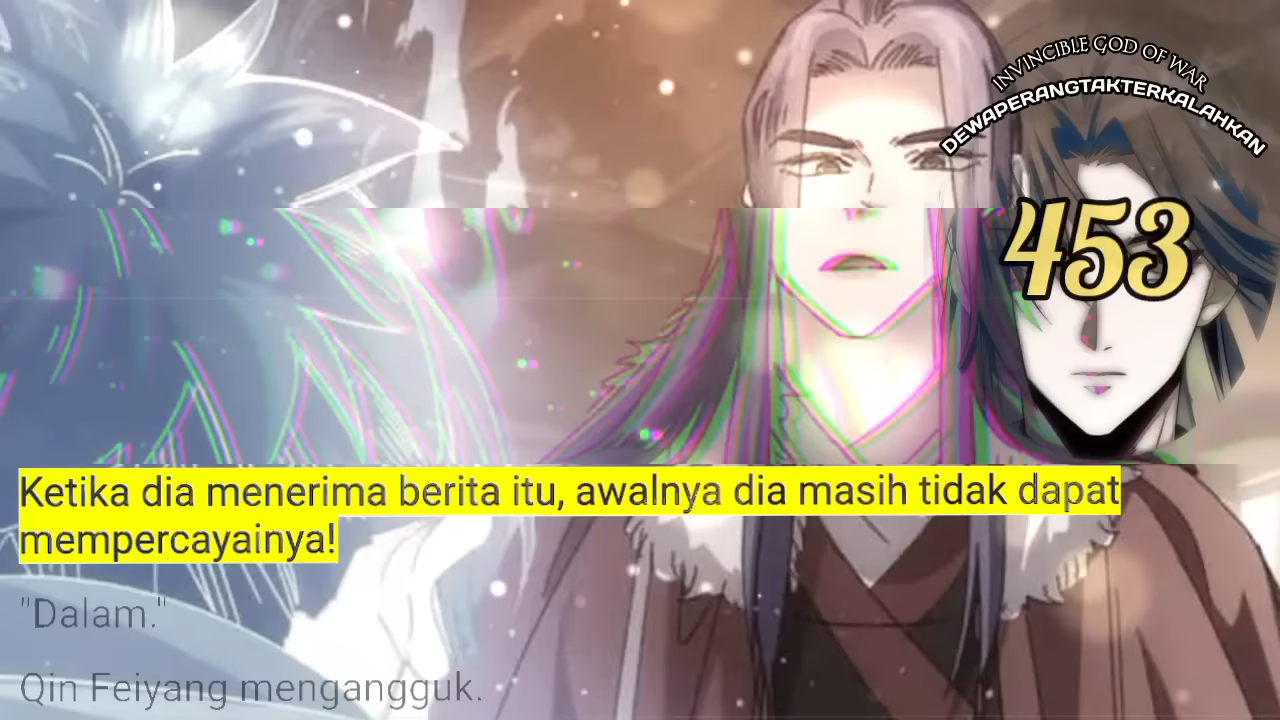 INVINCIBLE GOD OF WAR
DEWAPERANGTAKTERKALAHKAN
453
Ketika dia menerima berita itu, awalnya dia masih tidak dapat
mempercayainya!
"Dalam."
Qin Feiyang mengangguk.